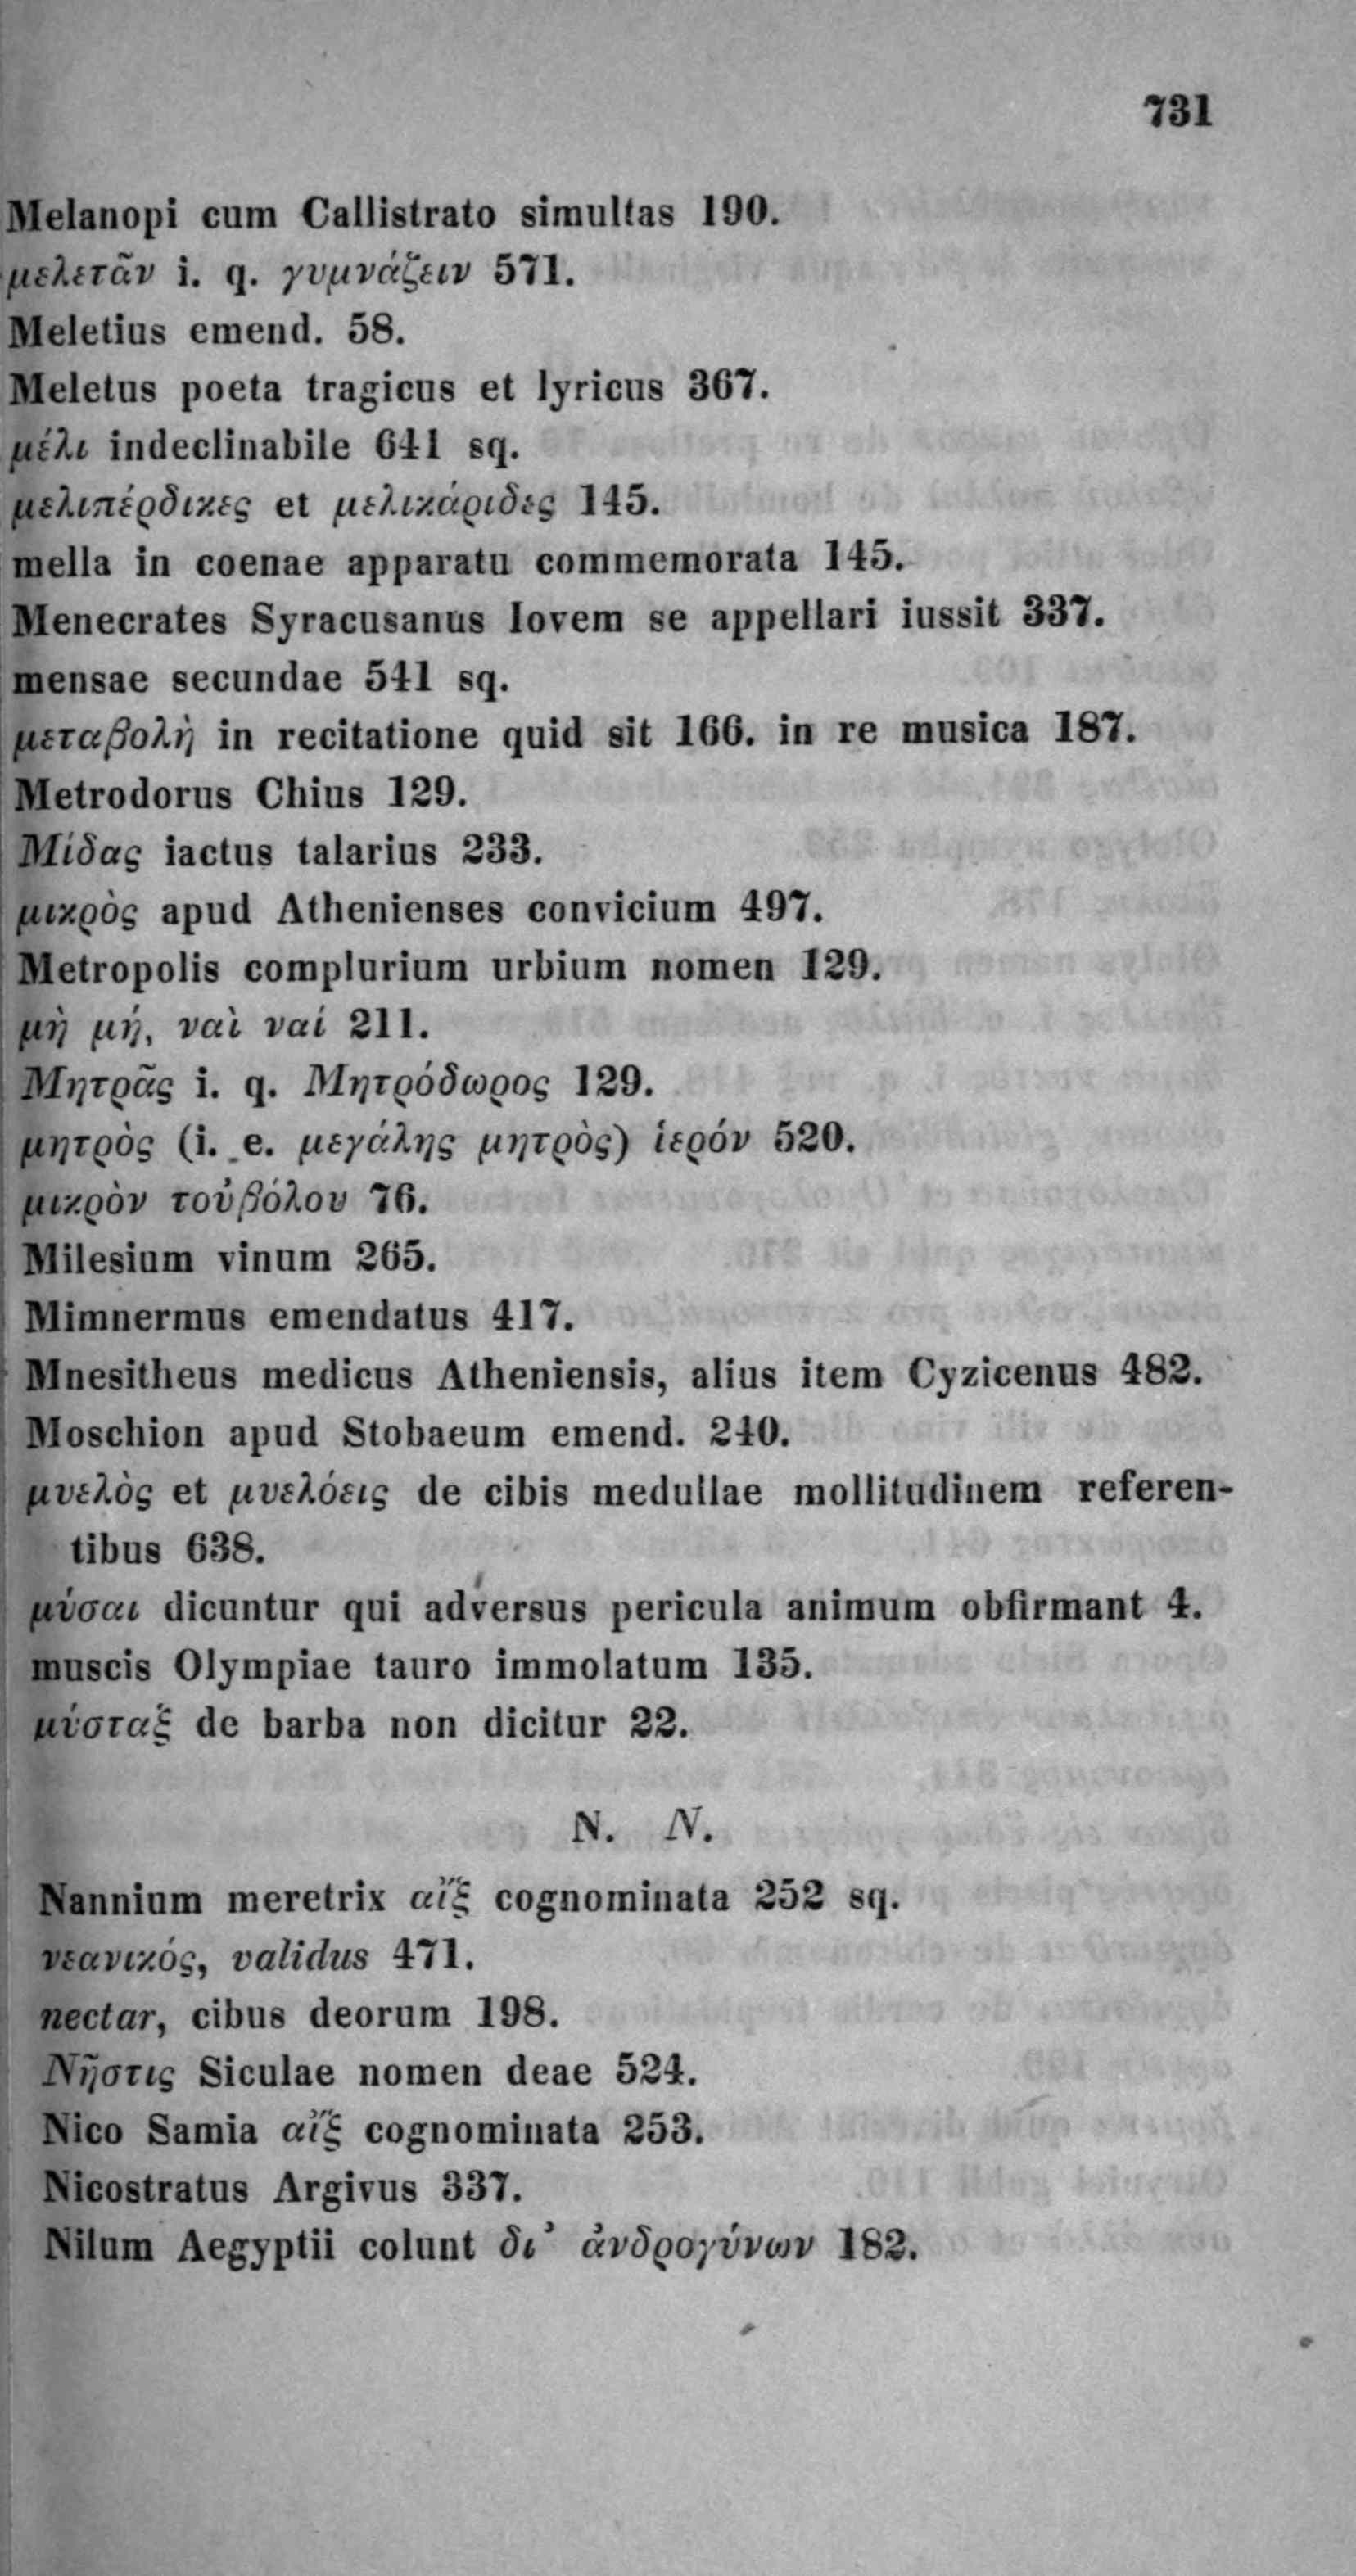 731
Melanopi cum Callistrato simultas 190.
μελετᾶν i. q. γυμνάζειν 571.
Meletius emend. 58.
Meletus poeta tragicus et lyricus 367.
μέλι indeclinabile 641 sq.
μελιπέρδικες et μελικάριδες 145.
mella in coenae apparatu commemorata 145.
Menecrates Syracusanus Iovem se appellari iussit 337.
mensae secundae 541 sq.
μεταβολὴ in recitatione quid sit 166. in re musica 187.
Metrodorus Chius 129.
Μίδας iactus talarius 233.
μικρὸς apud Athenienses convicium 497.
Metropolis complurium urbium nomen 129.
μὴ μή, ναὶ ναί 211.
Μητρᾶς i. q. Μητρόδωρος 129.
μητρὸς (i. e. μεγάλης μητρὸς) ἱερόν 520.
μικρὸν τοὐβόλου 76.
Milesium vinum 265.
Mimnermus emendatus 417.
Mnesitheus medicus Atheniensis, alius item Cyzicenus 482.
Moschion apud Stobaeum emend. 240.
μυελὸς et μυελόεις de cibis medullae mollitudinem referen-
tibus 638.
μύσαι dicuntur qui adversus pericula animum obfirmant 4.
muscis Olympiae tauro immolatum 135.
μύσταξ de barba non dicitur 22.
N. Ν.
Nannium meretrix αἴξ cognominata 252 sq.
νεανικός, validus 471.
nectar, cibus deorum 198.
Νῆστις Siculae nomen deae 524.
Nico Samia αἴξ cognominata 253.
Nicostratus Argivus 337.
Nilum Aegyptii colunt δι᾽ ἀνδρογύνων 182.